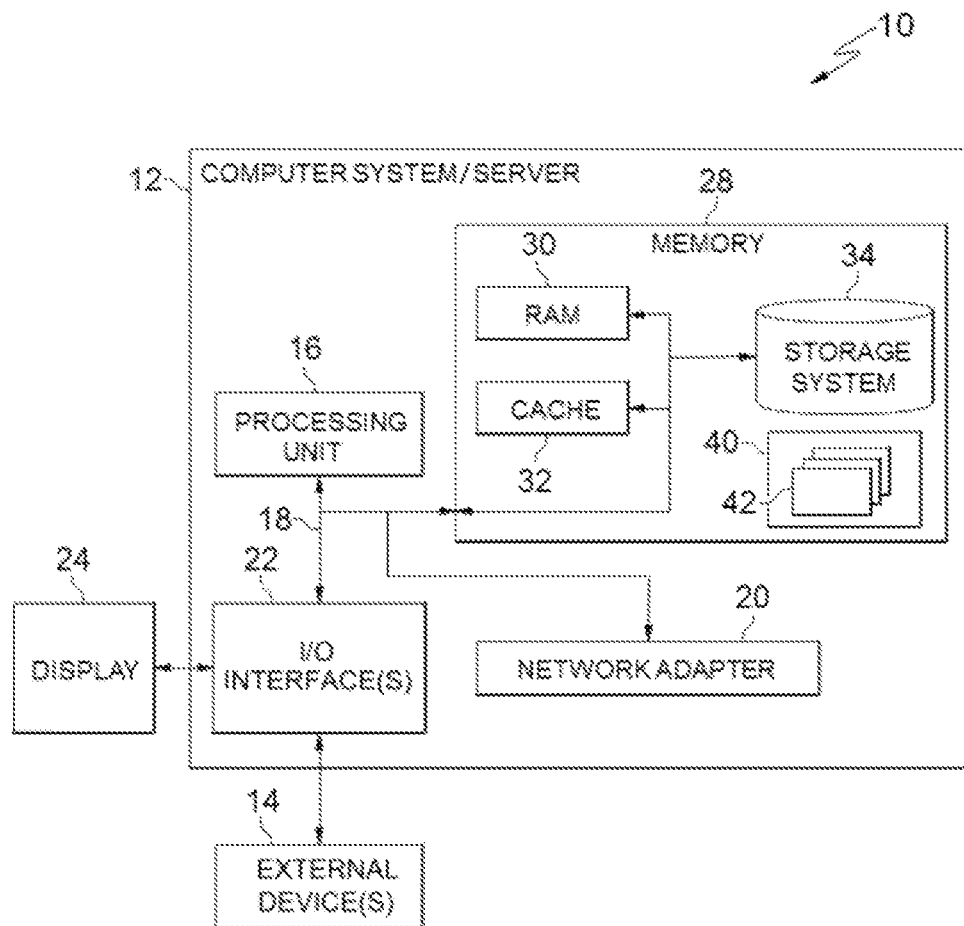 10
12
COMPUTER SYSTEM / SERVER
28
MEMORY
30
RAM
34
STORAGE
SYSTEM
16
PROCESSING
UNIT
CACHE
32
40
42
18
22
24
DISPLAY
I/O
INTERFACE(S)
20
NETWORK ADAPTER
14
EXTERNAL
DEVICE(S)